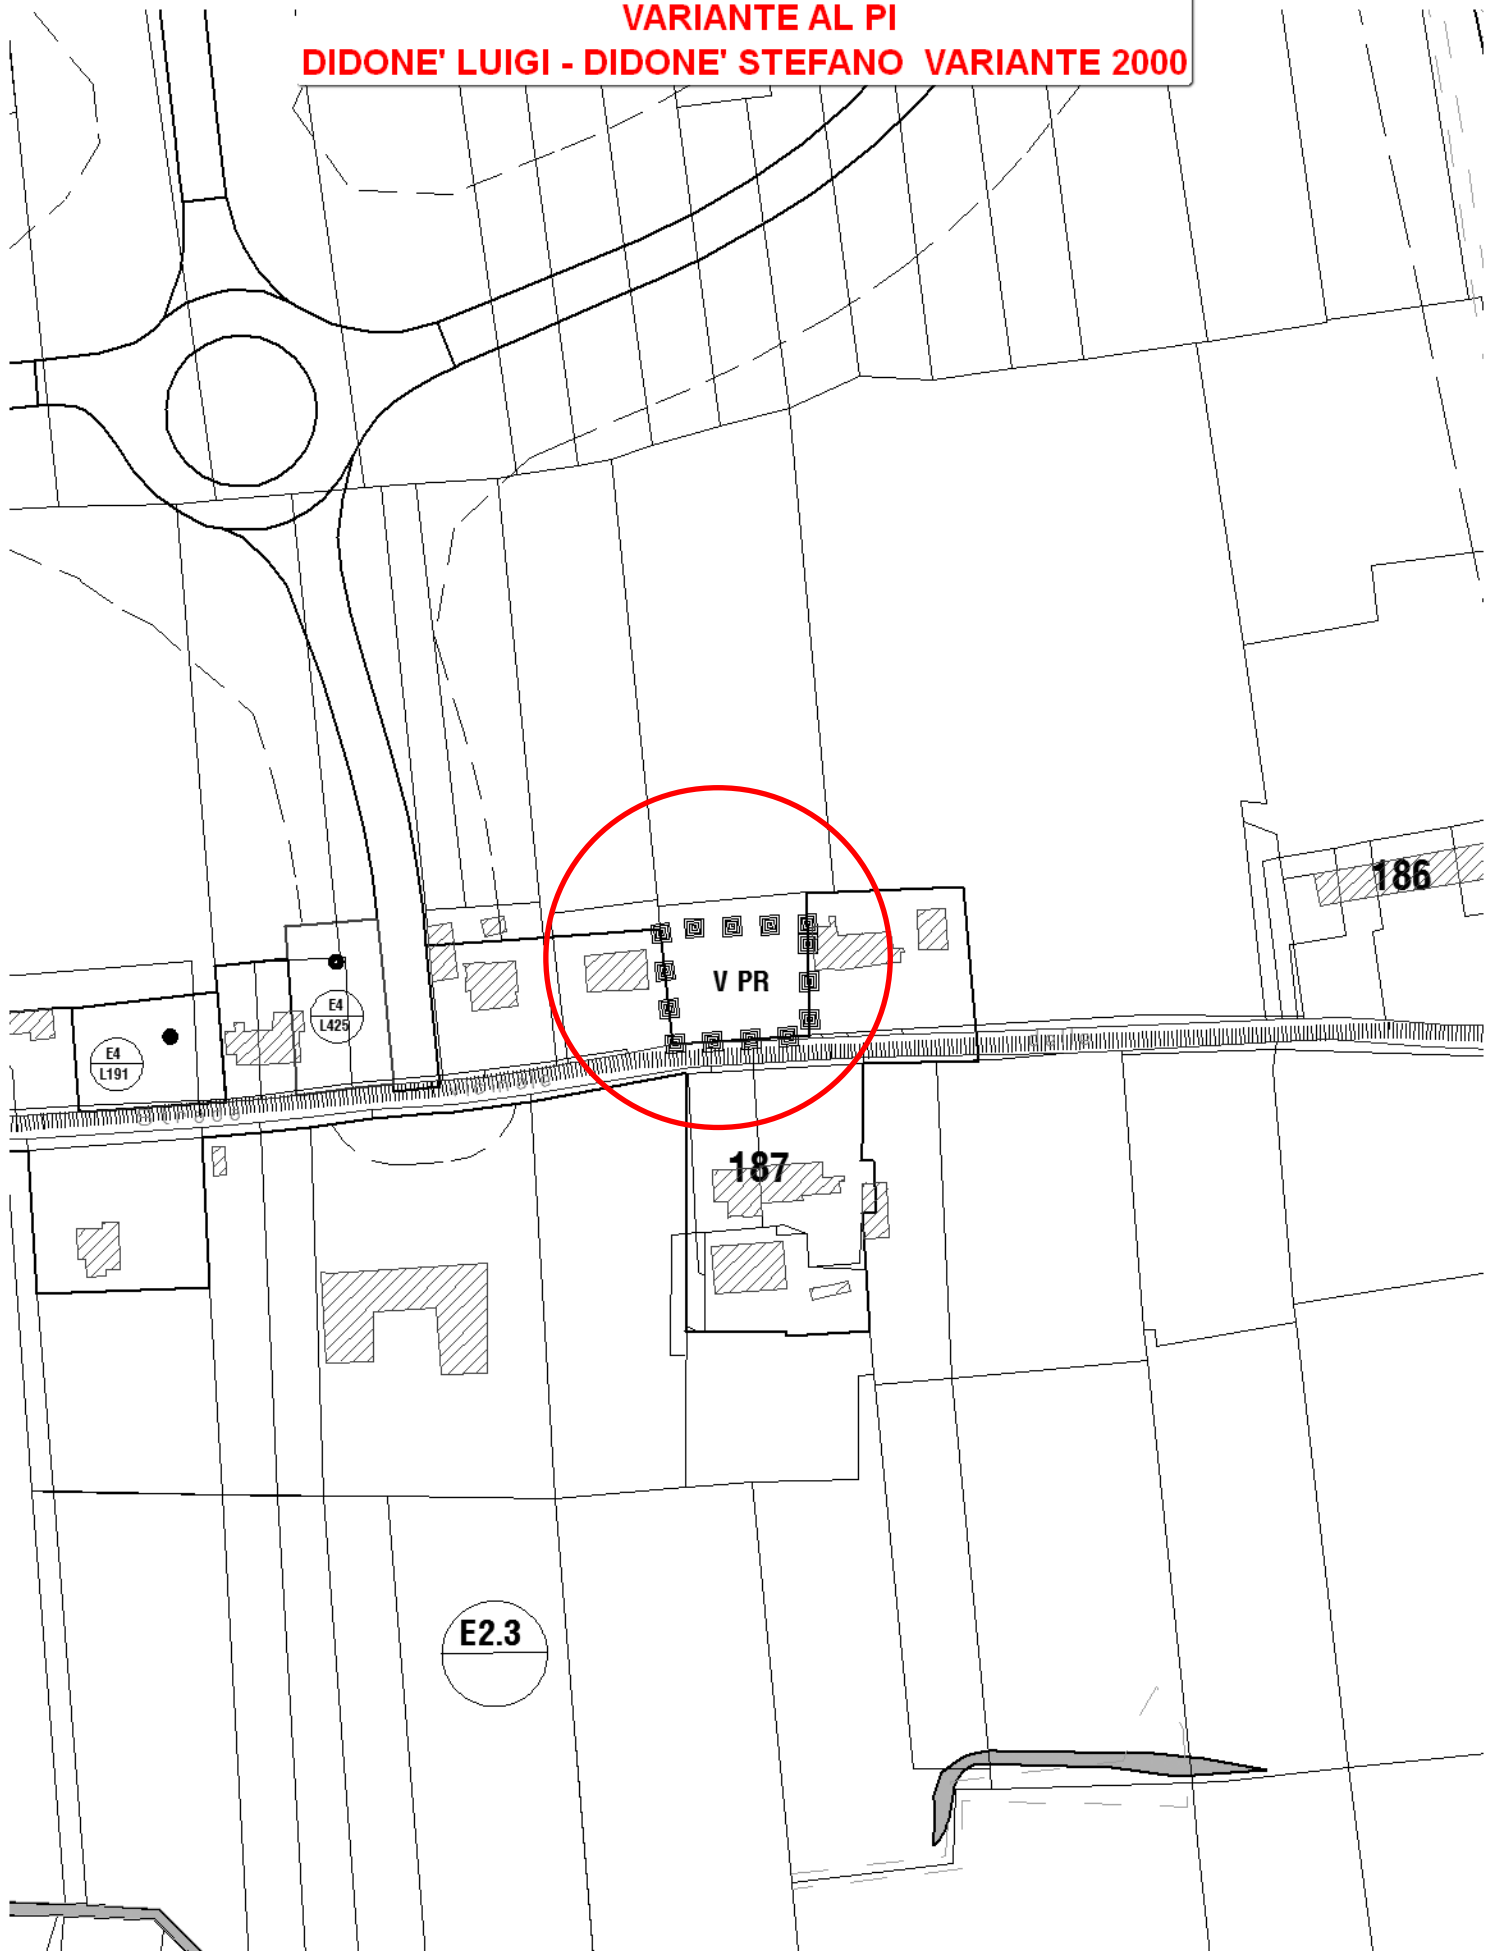 VARIANTE AL PI
DIDONE' LUIGI - DIDONE' STEFANO VARIANTE 2000
186
V PR
E4
L425
E4
L191
187
E2.3